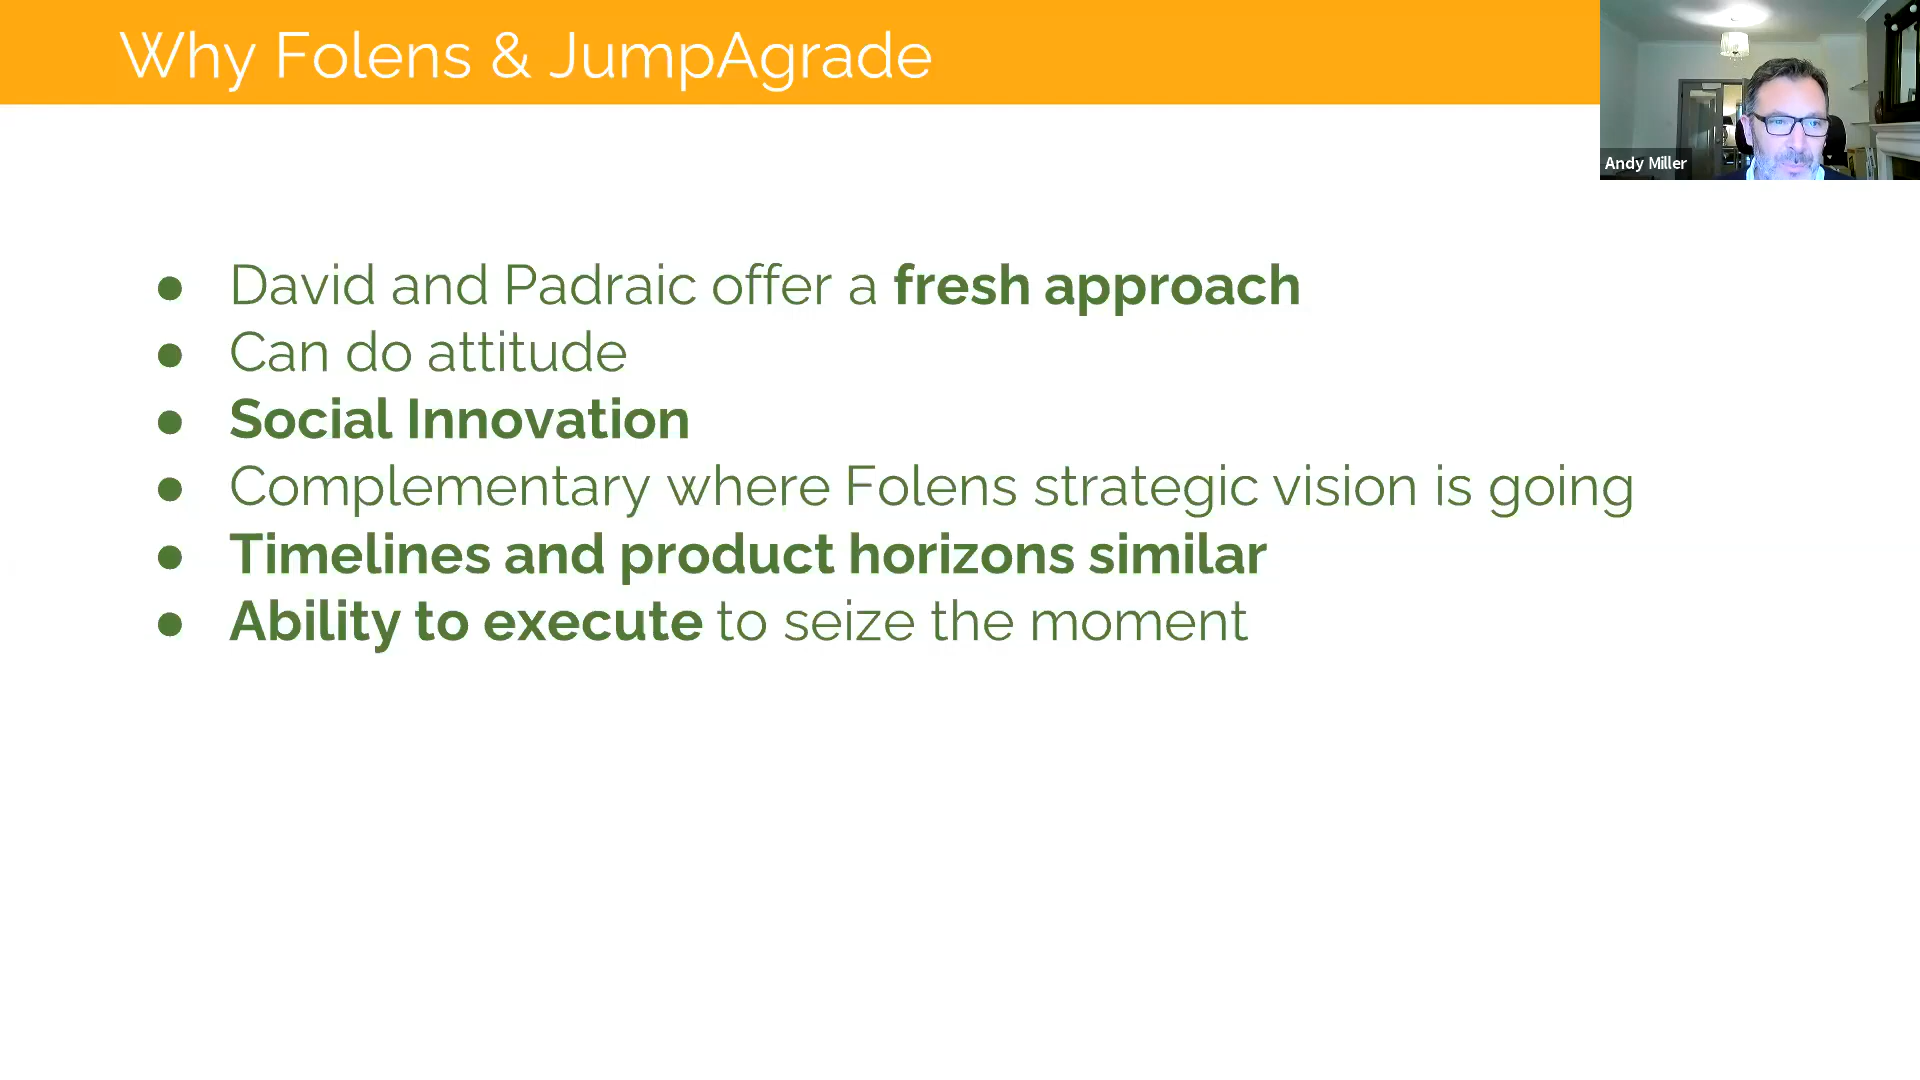 Why Folens & JumpAgrade
Andy Miller
● David and Padraic offer a fresh approach
● Can do attitude
● Social Innovation
● Complementary where Folens strategic vision is going
● Timelines and product horizons similar
● Ability to execute to seize the moment